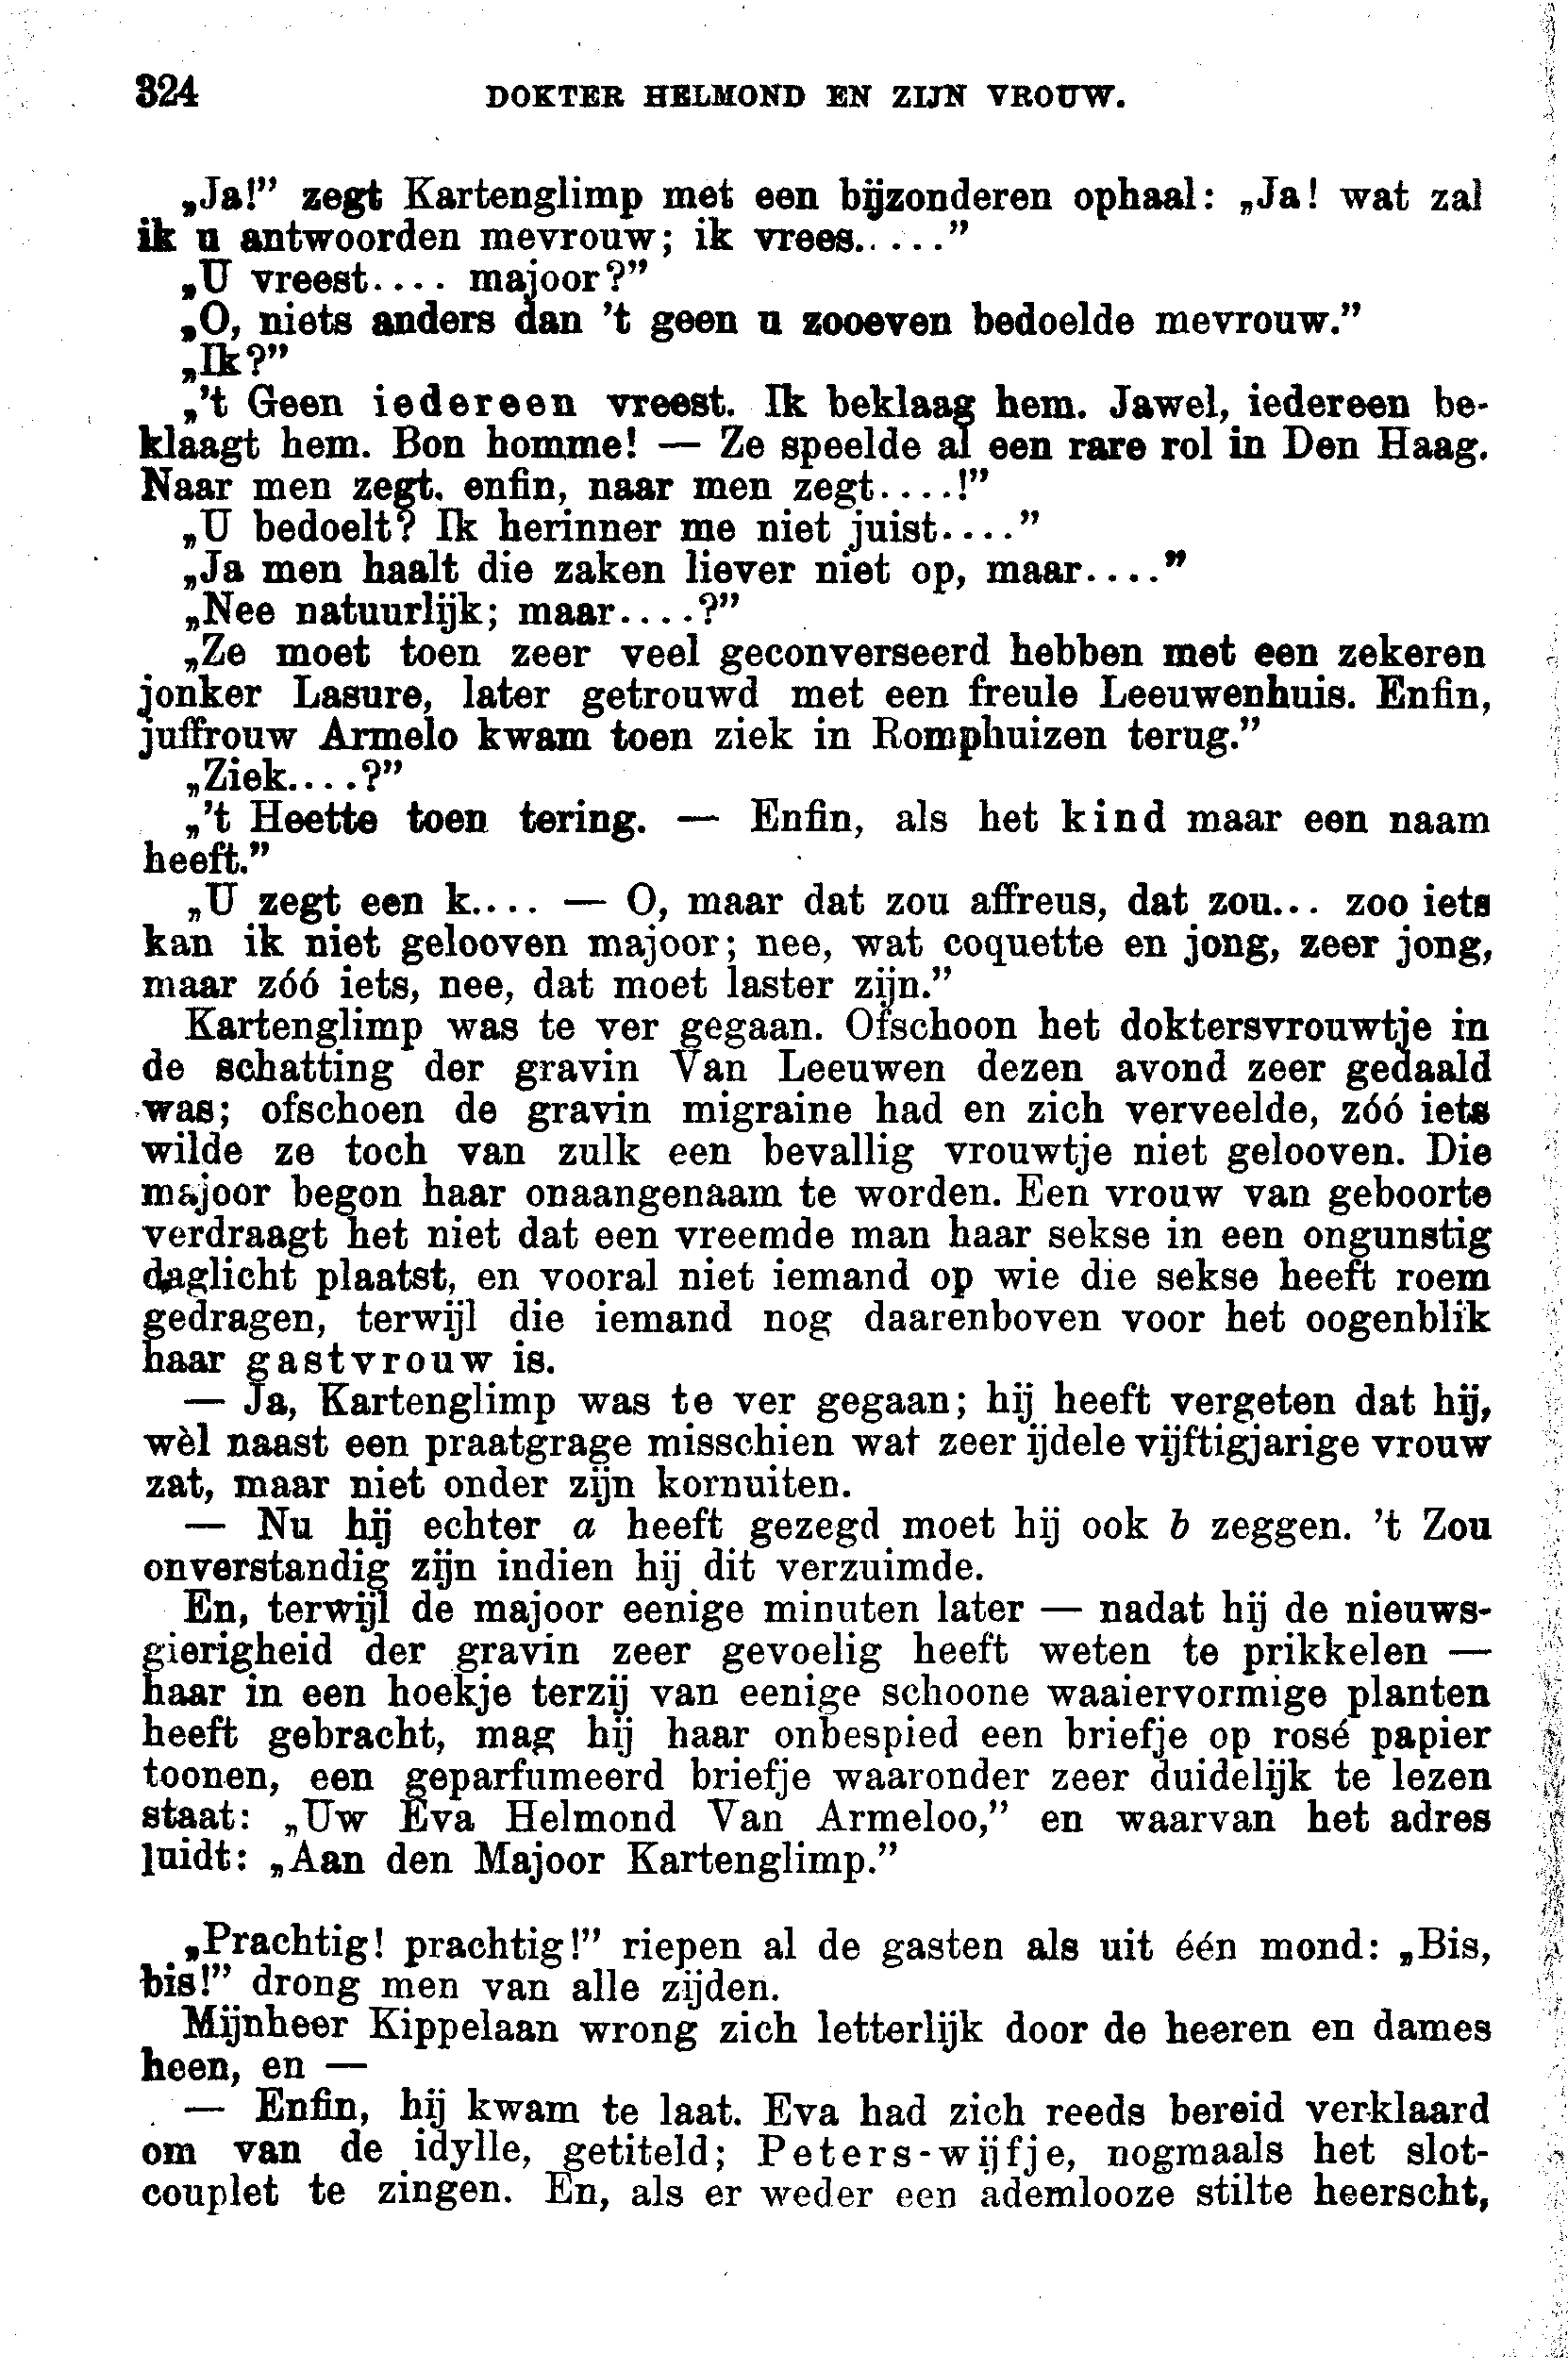 324 DOKTER HELMOND EN ZIJN VROUW.
„Ja!” zegt Kartenglimp met een bijzonderen ophaal: „Ja! wat zal
ik u antwoorden mevrouw; ik vrees.....”
„U vreest.... majoor?”
„O, niets anders dan 't geen u zooeven bedoelde mevrouw.”
„Ik?”
„'t Geen iedereen vreest. Ik beklaag hem. Jawel, iedereen be-
klaagt hem. Bon homme! — Ze speelde al een rare rol in Den Haag.
Naar men zegt. enfin, naar men zegt....!”
„U bedoelt? Ik herinner me niet juist....”
„Ja men haalt die zaken liever niet op, maar....”
„Nee natuurlijk; maar....?”
„Ze moet toen zeer veel geconverseerd hebben met een zekeren
jonker Lasure, later getrouwd met een freule Leeuwenhuis. Enfin,
juffrouw Armelo kwam toen ziek in Romphuizen terug.”
„Ziek....?”
„'t Heette toen tering. — Enfin, als het kind maar een naam
heeft.”
„U zegt een k.... — O, maar dat zou affreus, dat zou... zoo iets
kan ik niet gelooven majoor; nee, wat coquette en jong, zeer jong,
maar zóó iets, nee, dat moet laster zijn.”
Kartenglimp was te ver gegaan. Ofschoon het doktersvrouwtje in
de schatting der gravin Van Leeuwen dezen avond zeer gedaald
was; ofschoen de gravin migraine had en zich verveelde, zóó iets
wilde ze toch van zulk een bevallig vrouwtje niet gelooven. Die
majoor begon haar onaangenaam te worden. Een vrouw van geboorte
verdraagt het niet dat een vreemde man haar sekse in een ongunstig
daglicht plaatst, en vooral niet iemand op wie die sekse heeft roem
gedragen, terwijl die iemand nog daarenboven voor het oogenblik
haar gastvrouw is.
— Ja, Kartenglimp was te ver gegaan; hij heeft vergeten dat hij,
wèl naast een praatgrage misschien wat zeer ijdele vijftigjarige vrouw
zat, maar niet onder zijn kornuiten.
— Nu hij echter a heeft gezegd moet hij ook b zeggen. 't Zou
onverstandig zijn indien hij dit verzuimde.
En, terwijl de majoor eenige minuten later — nadat hij de nieuws-
gierigheid der gravin zeer gevoelig heeft weten te prikkelen —
haar in een hoekje terzij van eenige schoone waaiervormige planten
heeft gebracht, mag hij haar onbespied een briefje op rosé papier
toonen, een geparfumeerd briefje waaronder zeer duidelijk te lezen
staat: „Uw Eva Helmond Van Armeloo,” en waarvan het adres
luidt: „Aan den Majoor Kartenglimp.”
„Prachtig! prachtig!” riepen al de gasten als uit één mond: „Bis,
bis!” drong men van alle zijden.
Mijnheer Kippelaan wrong zich letterlijk door de heeren en dames
heen, en —
— Enfin, hij kwam te laat. Eva had zich reeds bereid verklaard
om van de idylle, getiteld; Peters-wijfje, nogmaals het slot-
couplet te zingen. En, als er weder een ademlooze stilte heerscht,